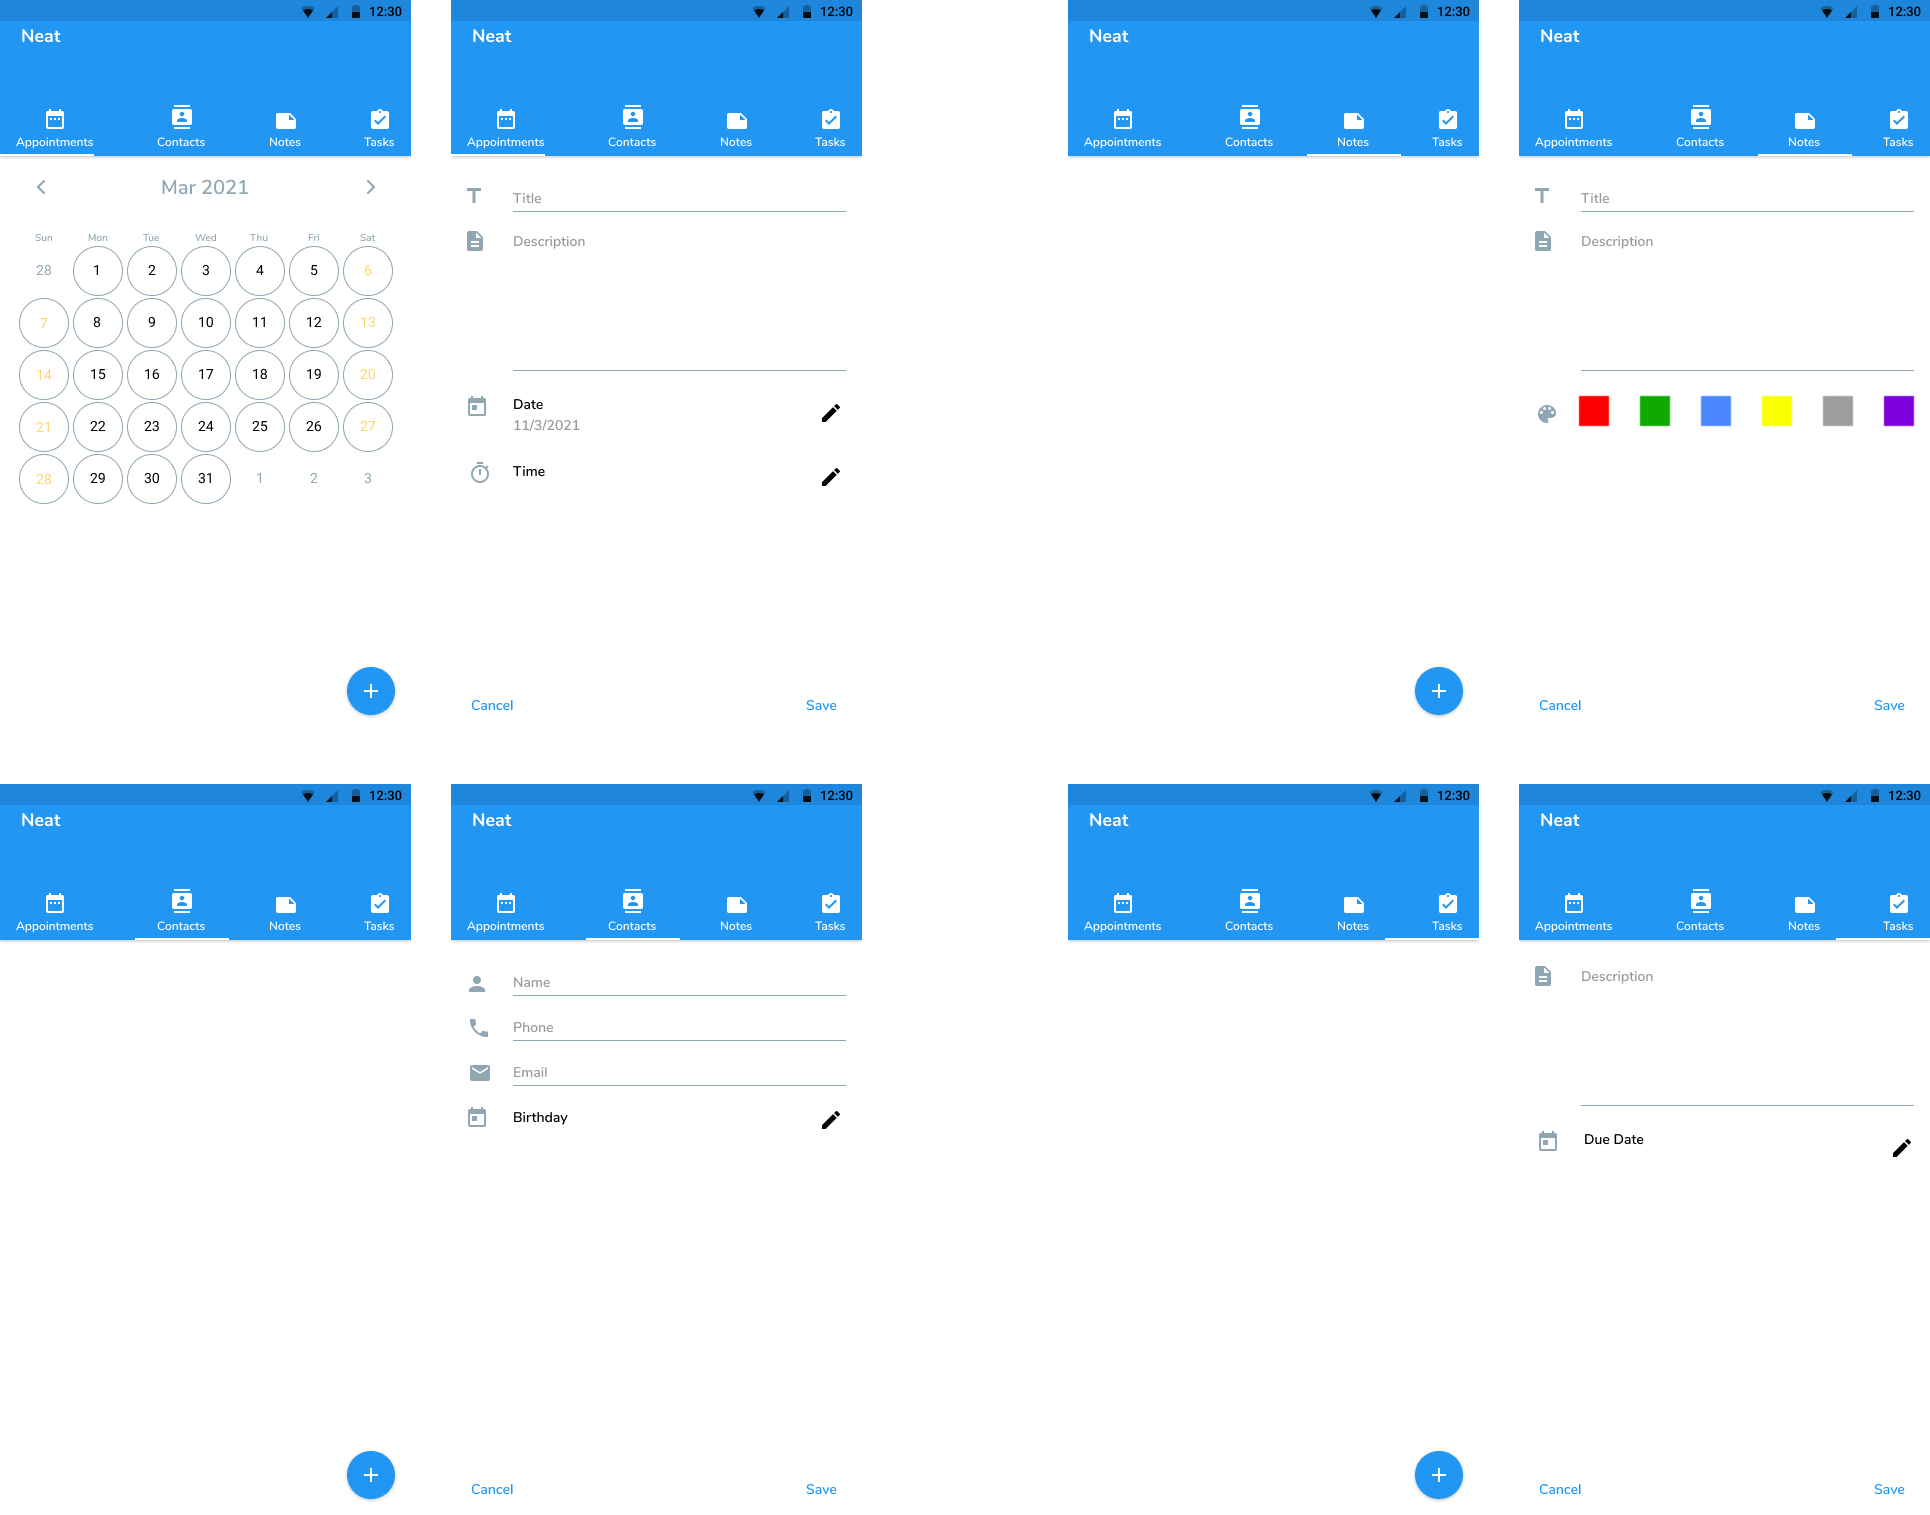 12:30
Neat
Appointments Contacts Notes Tasks
Mar 2021
Sun Mon Tue Wed Thu Fri Sat
28 1 2 3 4 5 6
7 8 9 10 11 12 13
14 15 16 17 18 19 20
21 22 23 24 25 26 27
28 29 30 31 1 2 3
12:30
Neat
Appointments Contacts Notes Tasks
Title
Description
Date
11/3/2021
Time
Cancel Save
12:30
Neat
Appointments Contacts Notes Tasks
12:30
Neat
Appointments Contacts Notes Tasks
Title
Description
Cancel Save
12:30
Neat
Appointments Contacts Notes Tasks
12:30
Neat
Appointments Contacts Notes Tasks
Name
Phone
Email
Birthday
Cancel Save
12:30
Neat
Appointments Contacts Notes Tasks
12:30
Neat
Appointments Contacts Notes Tasks
Description
Due Date
Cancel Save